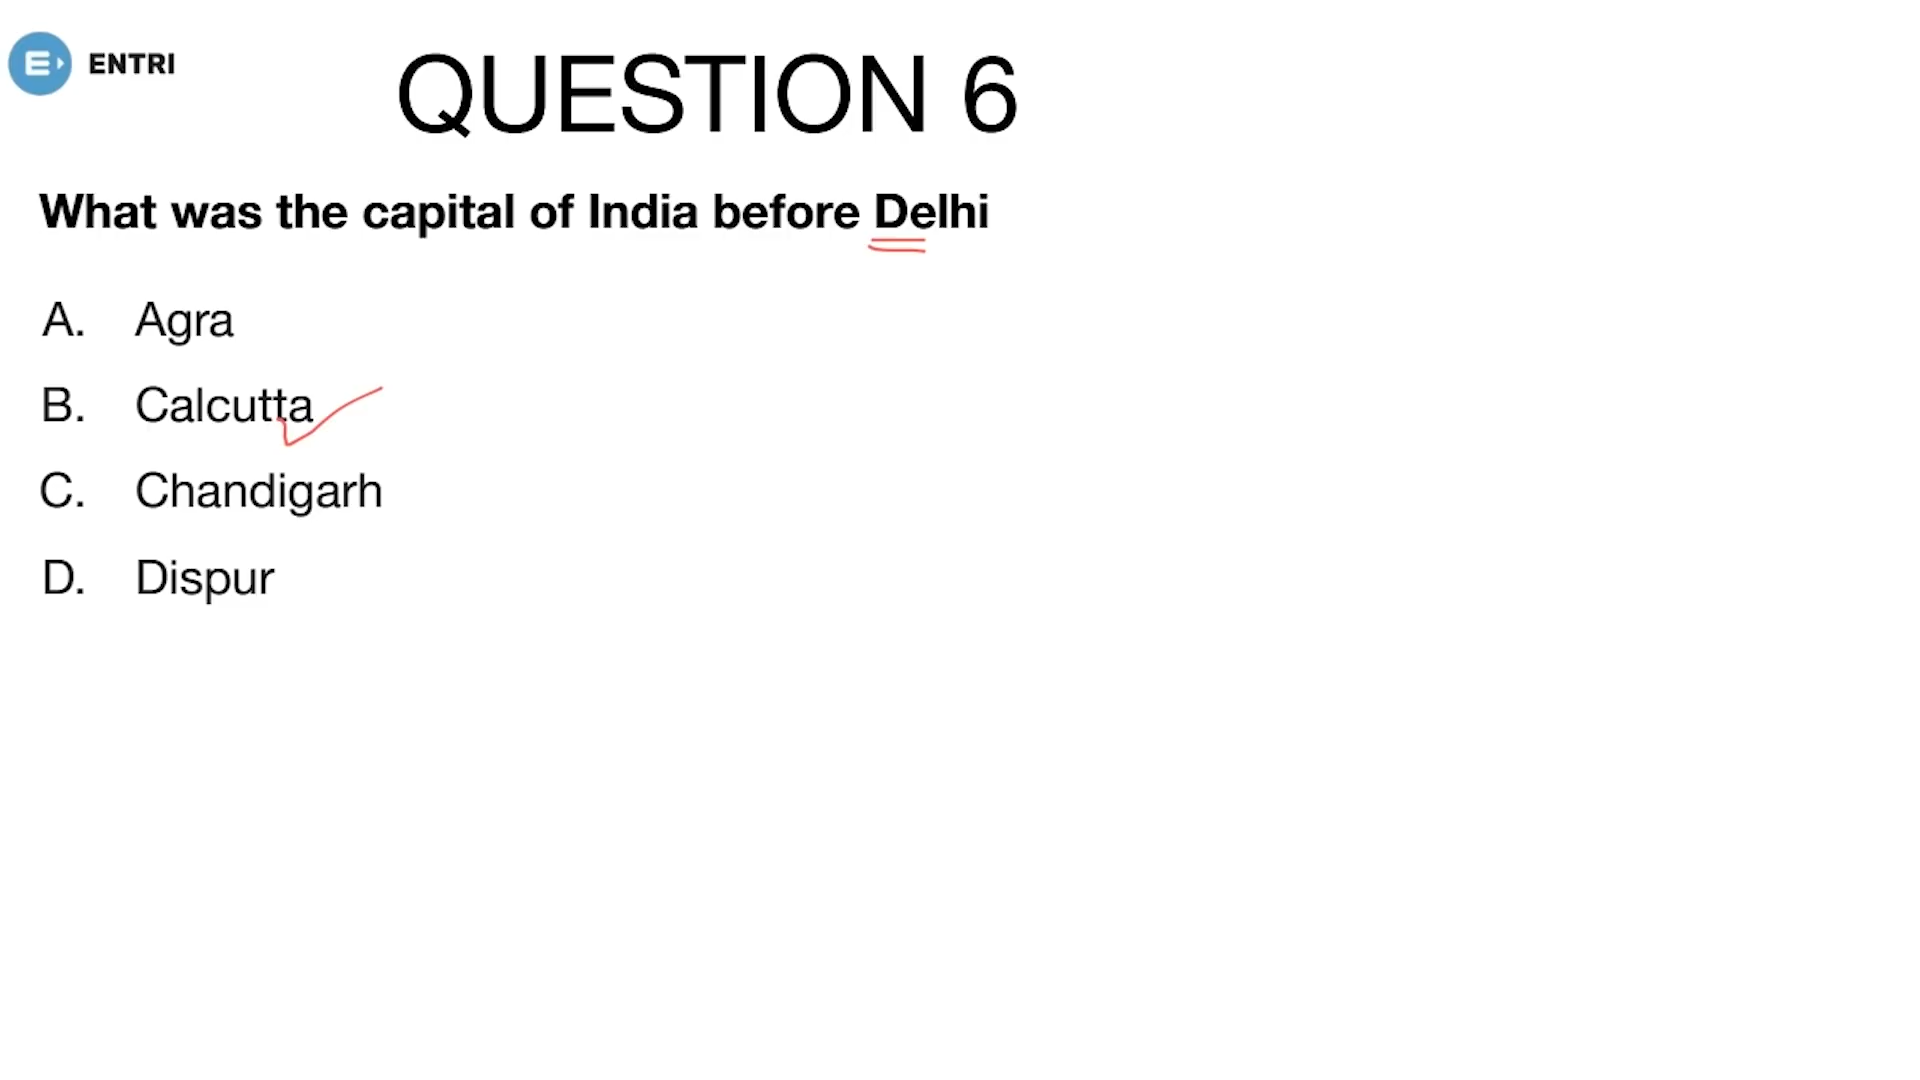 ENTRI
QUESTION 6
What was the capital of India before Delhi
A. Agra
B. Calcutta
C. Chandigarh
D. Dispur